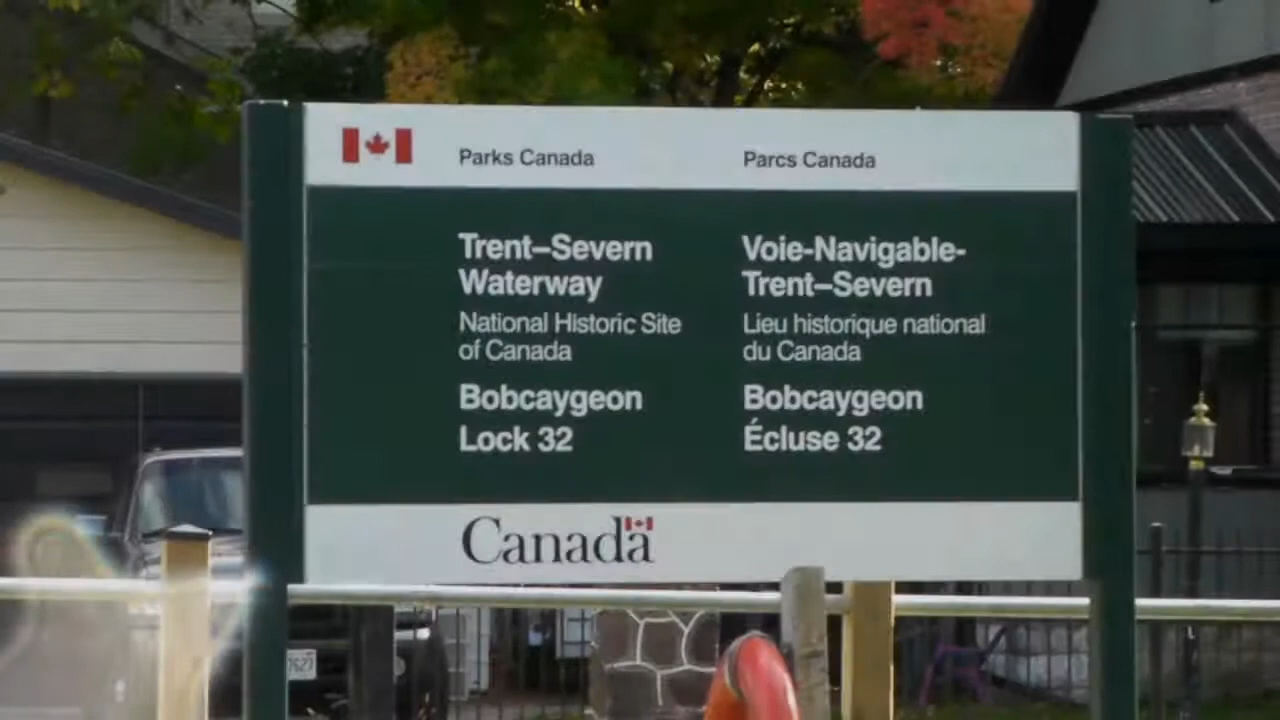 Parks Canada
Parcs Canada
Trent–Severn
Waterway
National Historic Site
of Canada
Bobcaygeon
Lock 32
Voie-Navigable-
Trent–Severn
Lieu historique national
du Canada
Bobcaygeon
Écluse 32
Canada